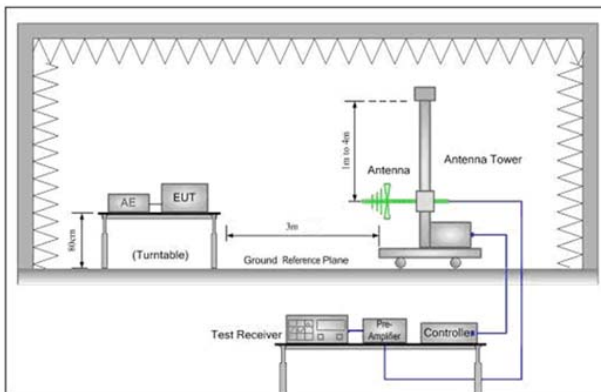 1m to 4m
Antenna
Antenna Tower
AE
EUT
80cm
(Turntable)
3m
Ground Reference Plane
Test Receiver
Pre-
Amplifier
Controller